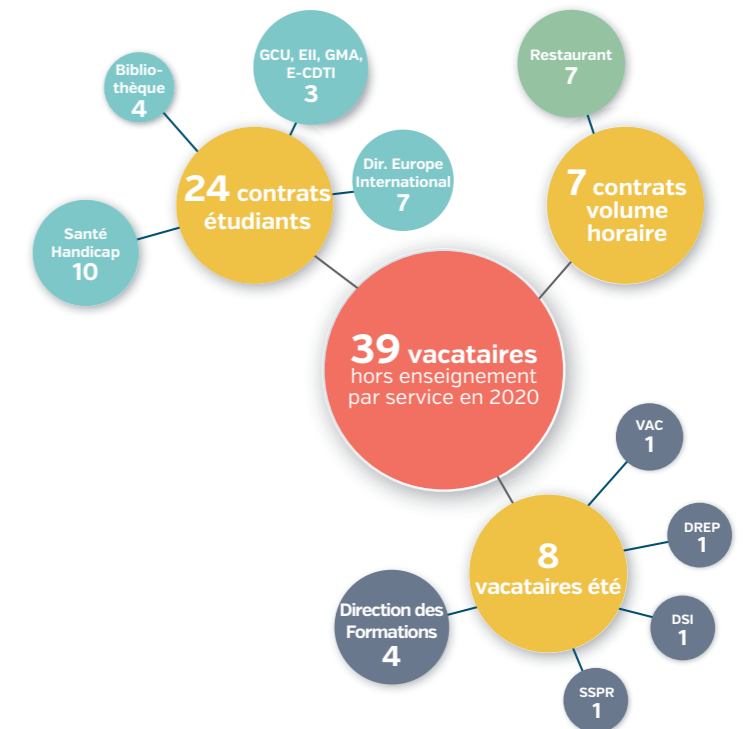 GCU, EII, GMA,
E-CDTI
3
Biblio-
thèque
4
Dir. Europe
International
7
Santé
Handicap
10
24 contrats
étudiants
Restaurant
7
7 contrats
volume
horaire
39 vacataires
hors enseignement
par service en 2020
VAC
1
DREP
1
8
vacataires été
DSI
1
Direction des
Formations
4
SSPR
1